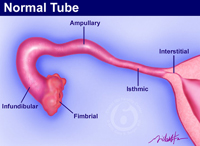 Normal Tube
Ampullary
Interstitial
Isthmic
Infundibular
Fimbrial